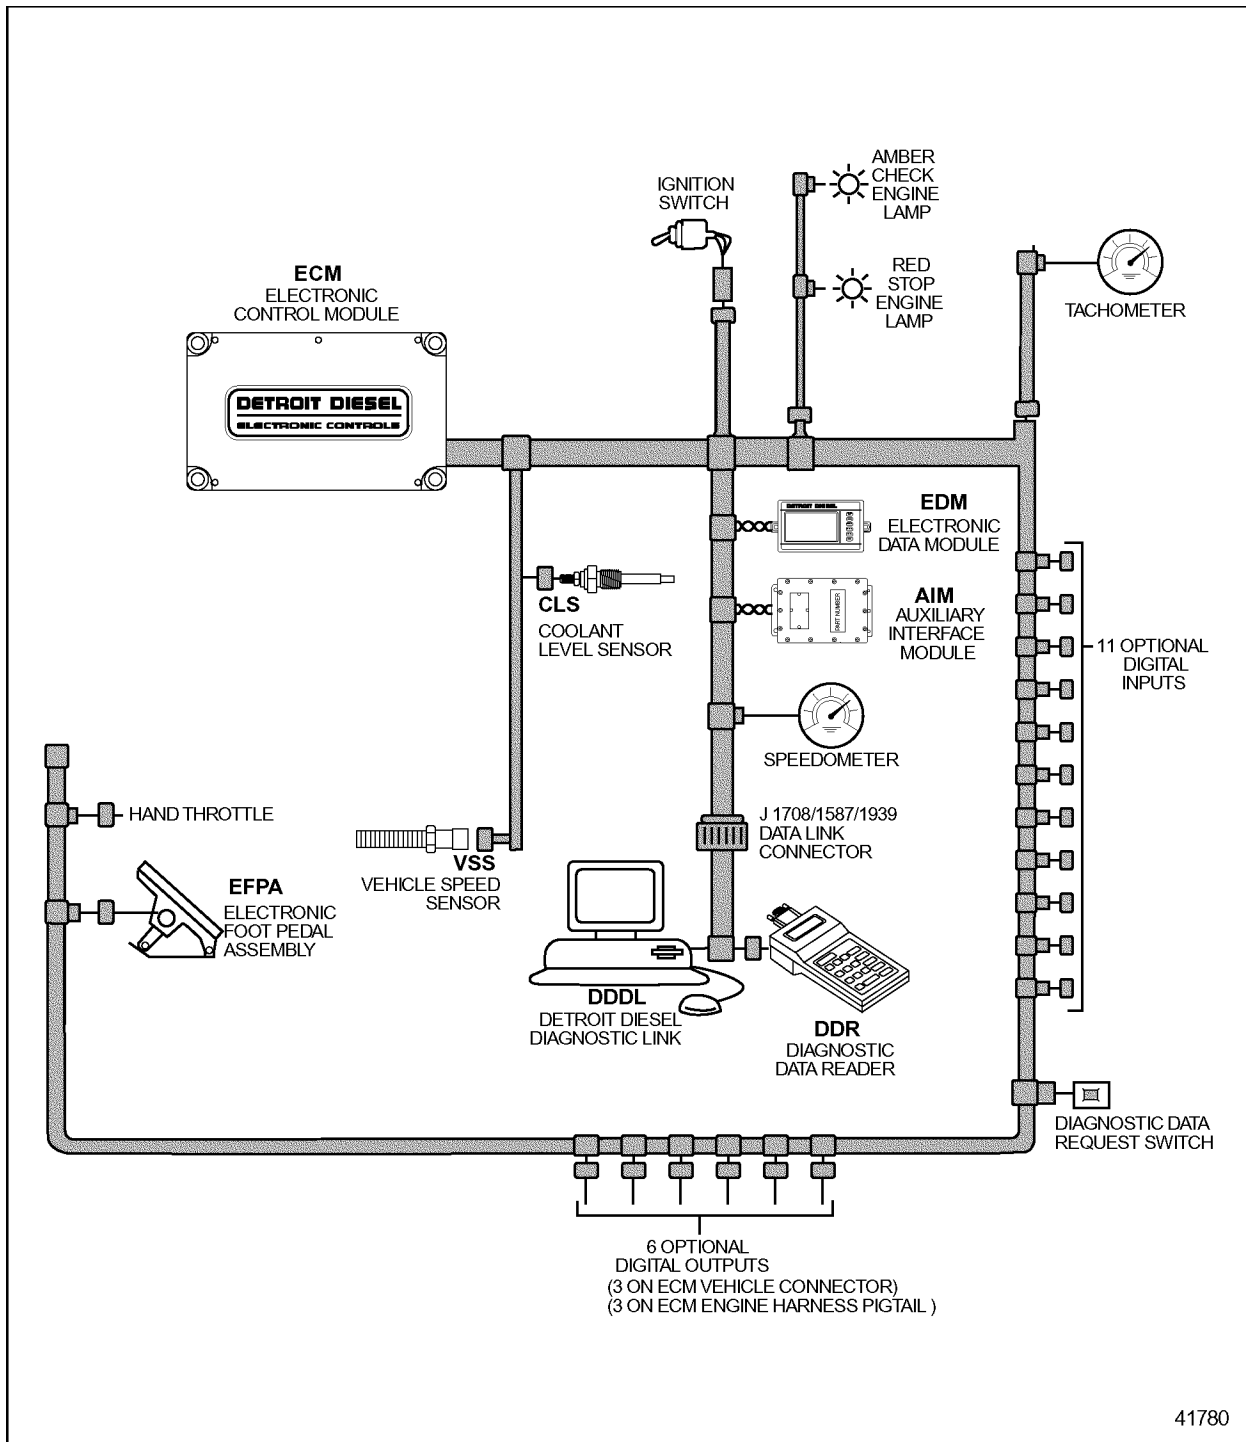 AMBER
CHECK
ENGINE
LAMP
IGNITION
SWITCH
RED
STOP
ENGINE
LAMP
TACHOMETER
ECM
ELECTRONIC
CONTROL MODULE
DETROIT DIESEL
ELECTRONIC CONTROLS
DETROIT DIESEL
EDM
ELECTRONIC
DATA MODULE
CLS
COOLANT
LEVEL SENSOR
PART NUMBER
AIM
AUXILIARY
INTERFACE
MODULE
11 OPTIONAL
DIGITAL
INPUTS
SPEEDOMETER
HAND THROTTLE
J 1708/1587/1939
DATA LINK
CONNECTOR
VSS
VEHICLE SPEED
SENSOR
EFPA
ELECTRONIC
FOOT PEDAL
ASSEMBLY
DDDL
DETROIT DIESEL
DIAGNOSTIC LINK
DDR
DIAGNOSTIC
DATA READER
DIAGNOSTIC DATA
REQUEST SWITCH
6 OPTIONAL
DIGITAL OUTPUTS
(3 ON ECM VEHICLE CONNECTOR)
(3 ON ECM ENGINE HARNESS PIGTAIL )
41780